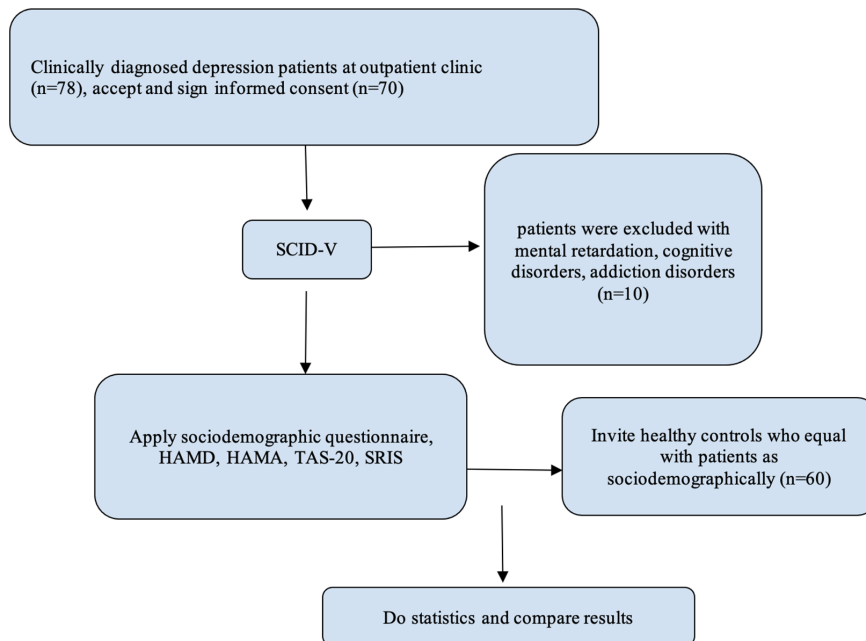 Clinically diagnosed depression patients at outpatient clinic
(n=78), accept and sign informed consent (n=70)
SCID-V
patients were excluded with
mental retardation, cognitive
disorders, addiction disorders
(n=10)
Apply sociodemographic questionnaire,
HAMD, HAMA, TAS-20, SRIS
Invite healthy controls who equal
with patients as
sociodemographically (n=60)
Do statistics and compare results